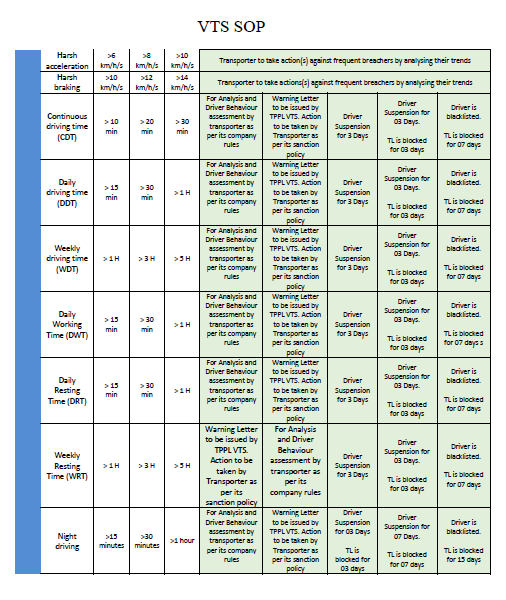 VTS SOP
Harsh
acceleration
>6
km/h/s
>8
km/h/s
>10
km/h/s
Transporter to take action(s) against frequent breachers by analysing their trends
Harsh
braking
>10
km/h/s
>12
km/h/s
>14
km/h/s
Transporter to take actions(s) against frequent breachers by analysing their trends
Continuous
driving time
(CDT)
> 10
min
> 20
min
> 30
min
For Analysis and
Driver Behaviour
assessment by
transporter as
per its company
rules
Warning Letter
to be issued by
TPPL VTS. Action
to be taken by
Transporter as
per its sanction
policy
Driver
Suspension
for 3 Days
Driver
Suspension for
03 Days.
TL is blocked
for 03 days
Driver is
blacklisted.
TL is blocked
for 07 days
Daily
driving time
(DDT)
> 15
min
> 30
min
> 1 H
For Analysis and
Driver Behaviour
assessment by
transporter as
per its company
rules
Warning Letter
to be issued by
TPPL VTS. Action
to be taken by
Transporter as
per its sanction
policy
Driver
Suspension
for 3 Days
Driver
Suspension for
03 Days.
TL is blocked
for 03 days
Driver is
blacklisted.
TL is blocked
for 07 days
Weekly
driving time
(WDT)
> 1 H
> 3 H
> 5 H
For Analysis and
Driver Behaviour
assessment by
transporter as
per its company
rules
Warning Letter
to be issued by
TPPL VTS. Action
to be taken by
Transporter as
per its sanction
policy
Driver
Suspension
for 3 Days
Driver
Suspension for
03 Days.
TL is blocked
for 03 days
Driver is
blacklisted.
TL is blocked
for 07 days
Daily
Working
Time (DWT)
> 15
min
> 30
min
> 1 H
For Analysis and
Driver Behaviour
assessment by
transporter as
per its company
rules
Warning Letter
to be issued by
TPPL VTS. Action
to be taken by
Transporter as
per its sanction
policy
Driver
Suspension
for 3 Days
Driver
Suspension for
03 Days.
TL is blocked
for 03 days
Driver is
blacklisted.
TL is blocked
for 07 days s
Daily
Resting
Time (DRT)
> 15
min
> 30
min
> 1 H
For Analysis and
Driver Behaviour
assessment by
transporter as
per its company
rules
Warning Letter
to be issued by
TPPL VTS. Action
to be taken by
Transporter as
per its sanction
policy
Driver
Suspension
for 3 Days
Driver
Suspension for
03 Days.
TL is blocked
for 03 days
Driver is
blacklisted.
TL is blocked
for 07 days
Weekly
Resting
Time (WRT)
> 1 H
> 3 H
> 5 H
Warning Letter
to be issued by
TPPL VTS.
Action to be
taken by
Transporter as
per its
sanction policy
For Analysis
and Driver
Behaviour
assessment by
transporter as
per its
company rules
Driver
Suspension
for 3 Days
Driver
Suspension for
03 Days.
TL is blocked
for 03 days
Driver is
blacklisted.
TL is blocked
for 07 days
Night
driving
>15
minutes
>30
minutes
>1 hour
For Analysis and
Driver Behaviour
assessment by
transporter as
per its company
rules
Warning Letter
to be issued by
TPPL VTS. Action
to be taken by
Transporter as
per its sanction
policy
Driver
Suspension
for 03 Days
TL is
blocked for
03 days
Driver
Suspension for
07 Days.
TL is blocked
for 07 days
Driver is
blacklisted.
TL is blocked
for 15 days